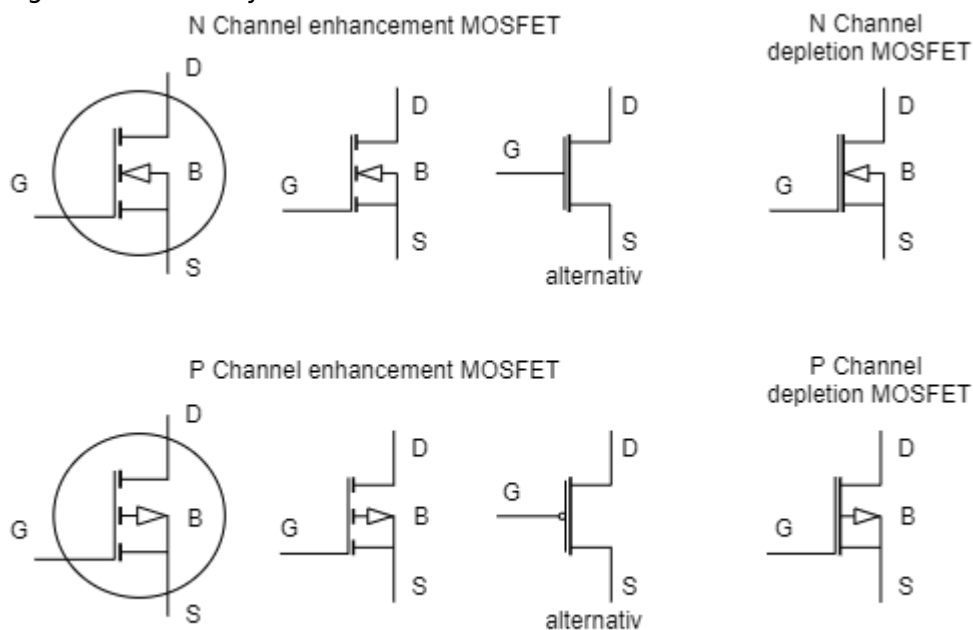 N Channel enhancement MOSFET
N Channel
depletion MOSFET
D
G
B
S
D
G
B
S
alternativ
D
G
S
D
G
B
S
P Channel enhancement MOSFET
P Channel
depletion MOSFET
D
G
B
S
D
G
B
S
D
G
S
alternativ
D
G
B
S